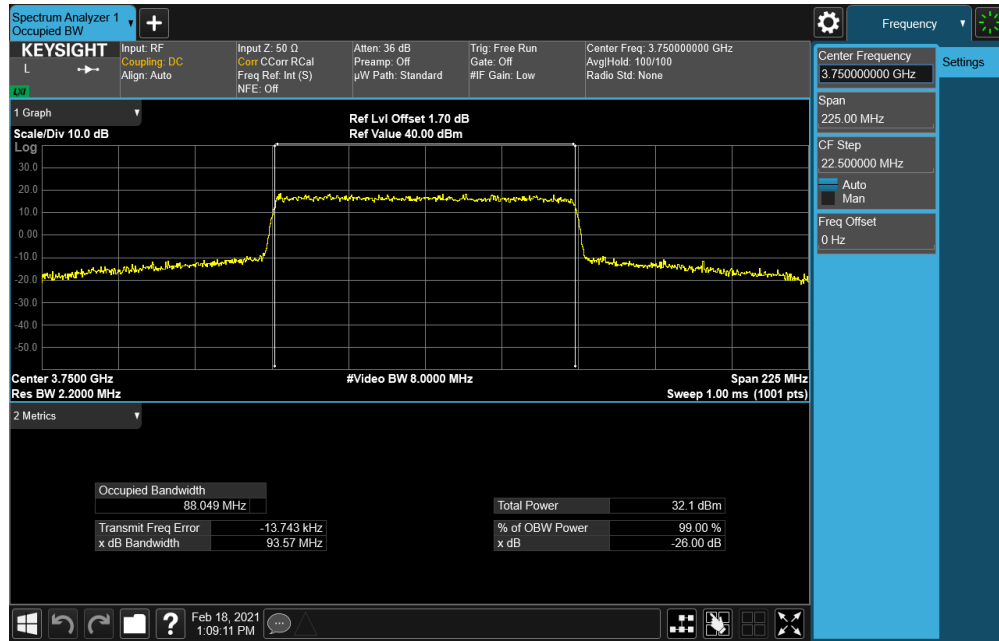 Spectrum Analyzer 1
Occupied BW
Frequency
KEYSIGHT
L
LXI
Input: RF
Coupling: DC
Align: Auto
Input Z: 50 Ω
Corr CCorr RCal
Freq Ref: Int (S)
NFE: Off
Atten: 36 dB
Preamp: Off
µW Path: Standard
Trig: Free Run
Gate: Off
#IF Gain: Low
Center Freq: 3.750000000 GHz
Avg|Hold: 100/100
Radio Std: None
Center Frequency
3.750000000 GHz
Settings
Span
225.00 MHz
CF Step
22.500000 MHz
Auto
Man
Freq Offset
0 Hz
1 Graph
Scale/Div 10.0 dB
Ref Lvl Offset 1.70 dB
Ref Value 40.00 dBm
Log
30.0
20.0
10.0
0.00
-10.0
-20.0
-30.0
-40.0
-50.0
Center 3.7500 GHz
#Video BW 8.0000 MHz
Span 225 MHz
Res BW 2.2000 MHz
Sweep 1.00 ms (1001 pts)
2 Metrics
Occupied Bandwidth
88.049 MHz
Total Power 32.1 dBm
Transmit Freq Error -13.743 kHz
% of OBW Power 99.00 %
x dB Bandwidth 93.57 MHz
x dB -26.00 dB
?
Feb 18, 2021
1:09:11 PM